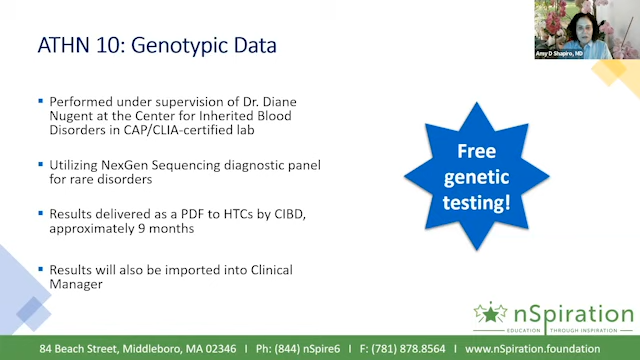 ATHN 10: Genotypic Data
Performed under supervision of Dr. Diane
Nugent at the Center for Inherited Blood
Disorders in CAP/CLIA-certified lab
Utilizing NexGen Sequencing diagnostic panel
for rare disorders
Results delivered as a PDF to HTCs by CIBD,
approximately 9 months
Results will also be imported into Clinical
Manager
Free
genetic
testing!
Amy D Shapiro, MD
nSpiration
EDUCATION THROUGH INSPIRATION
84 Beach Street, Middleboro, MA 02346 I Ph: (844) nSpire6 I F: (781) 878.8564 I www.nSpiration.foundation